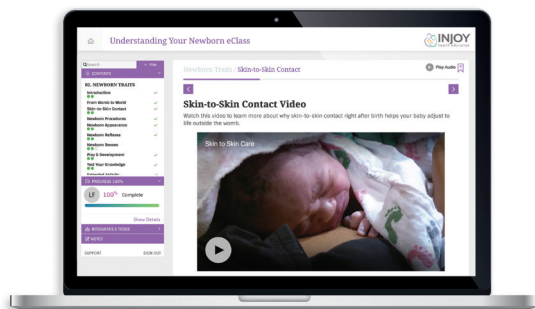 Understanding Your Newborn eClass
INJOY
Search
CONTENTS
02. NEWBORN TRAITS
Introduction
From Womb to World
Skin-to-Skin Contact
Newborn Procedures
Newborn Appearance
Newborn Reflexes
Newborn Senses
Play & Development
Test Your Knowledge
Extended Activity
PROGRESS 100%
LF 100% Complete
Show Details
RESOURCES & TOOLS
NOTES
SUPPORT SIGN OUT
Newborn Traits / Skin-to-Skin Contact
Play Audio
Skin-to-Skin Contact Video
Watch this video to learn more about why skin-to-skin contact right after birth helps your baby adjust to
life outside the womb.
Skin to Skin Care